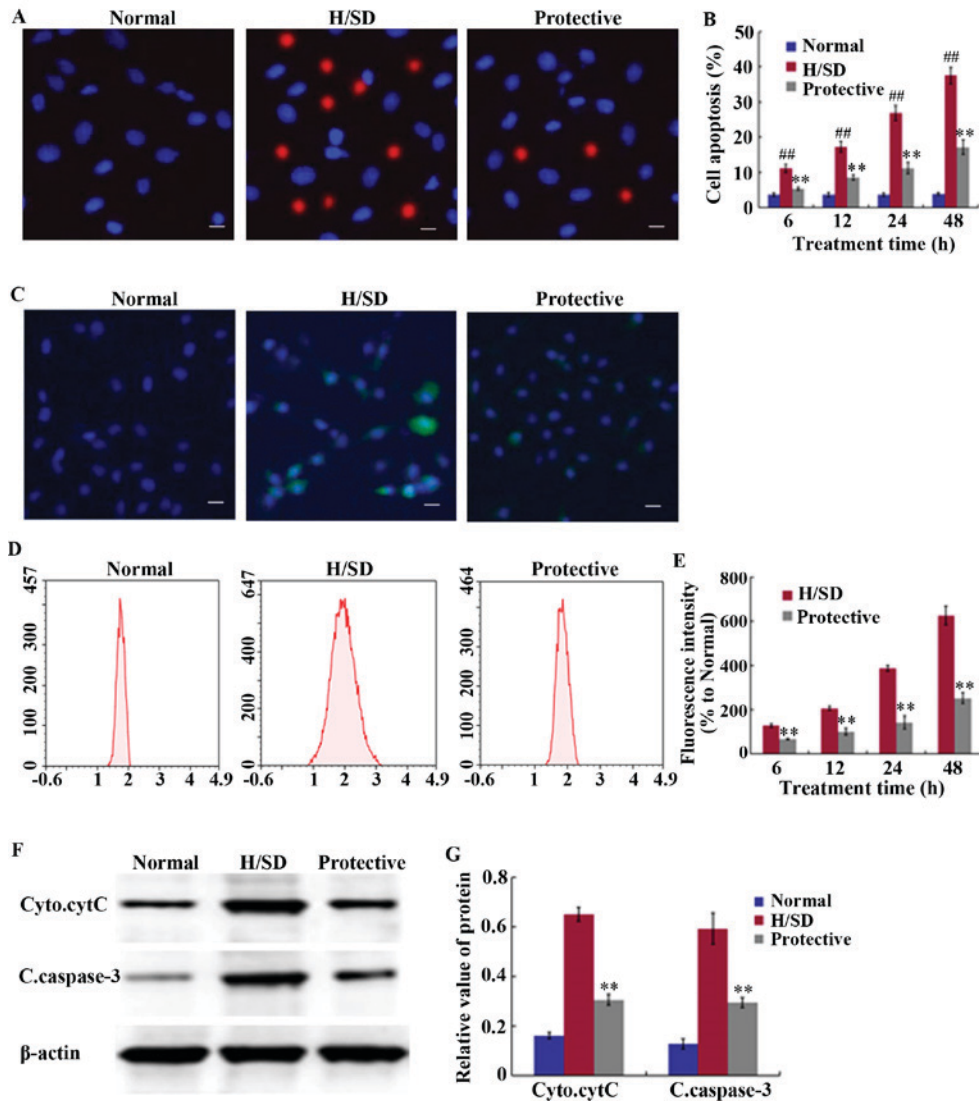 A
Normal
H/SD
Protective
B
Normal
H/SD
Protective
Cell apoptosis (%)
50
40
30
20
10
0
##
**
##
**
##
**
##
**
6 12 24 48
Treatment time (h)
C
Normal
H/SD
Protective
D
Normal
H/SD
Protective
457
300
200
100
0
-0.6 1 2 3 4.9
647
400
200
0
-0.6 1 2 3 4.9
464
300
200
100
0
-0.6 1 2 3 4.9
E
H/SD
Protective
Fluorescence intensity
(% to Normal)
800
600
400
200
0
**
**
**
**
6 12 24 48
Treatment time (h)
F
Normal H/SD Protective
Cyto.cytC
C.caspase-3
β-actin
G
Normal
H/SD
Protective
Relative value of protein
0.8
0.6
0.4
0.2
0
**
**
Cyto.cytC C.caspase-3